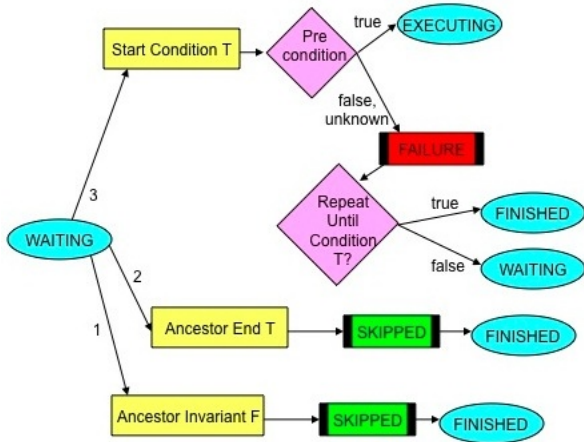 Start Condition T
Pre
condition
true
EXECUTING
false,
unknown
FAILURE
3
Repeat
Until
Condition
T?
true
FINISHED
WAITING
false
WAITING
2
1
Ancestor End T
SKIPPED
FINISHED
Ancestor Invariant F
SKIPPED
FINISHED